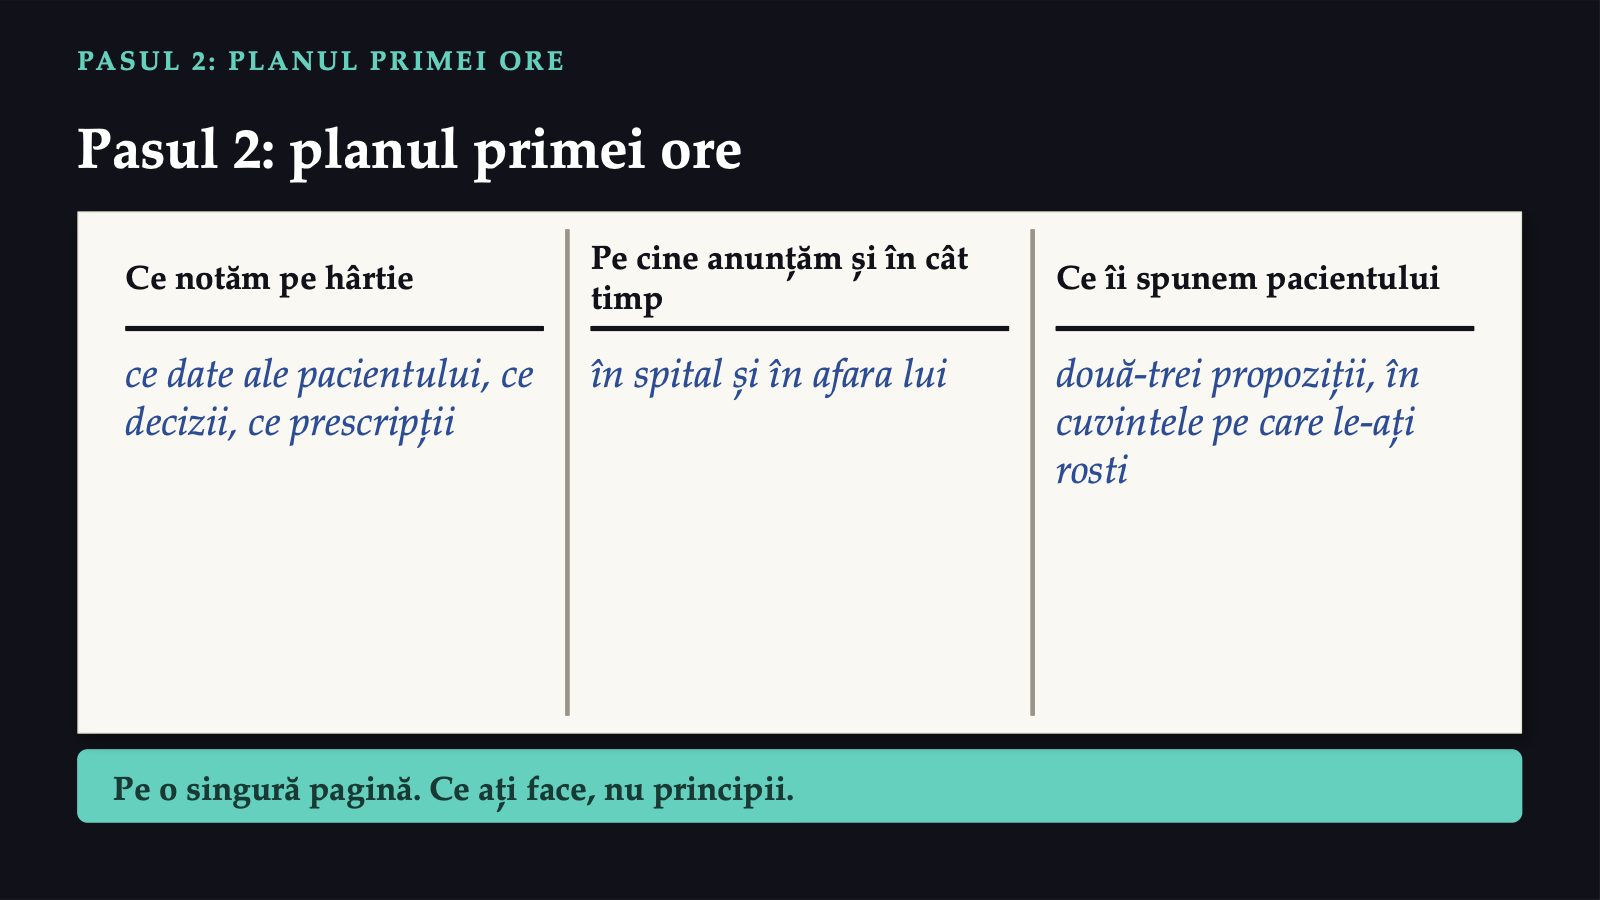 PASUL 2: PLANUL PRIMEI ORE
Pasul 2: planul primei ore
Ce notăm pe hârtie
ce date ale pacientului, ce
decizii, ce prescripții
Pe cine anunțăm și în cât
timp
în spital și în afara lui
Ce îi spunem pacientului
două-trei propoziții, în
cuvintele pe care le-ați
rosti
Pe o singură pagină. Ce ați face, nu principii.